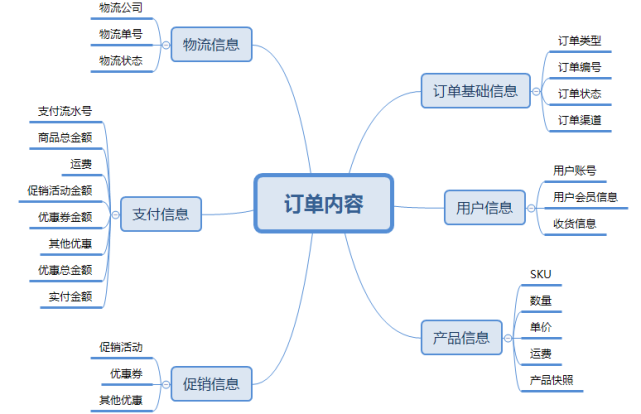 订单内容
订单基础信息
订单类型
订单编号
订单状态
订单渠道
用户信息
用户账号
用户会员信息
收货信息
产品信息
SKU
数量
单价
运费
产品快照
物流信息
物流公司
物流单号
物流状态
支付信息
支付流水号
商品总金额
运费
促销活动金额
优惠券金额
其他优惠
优惠总金额
实付金额
促销信息
促销活动
优惠券
其他优惠